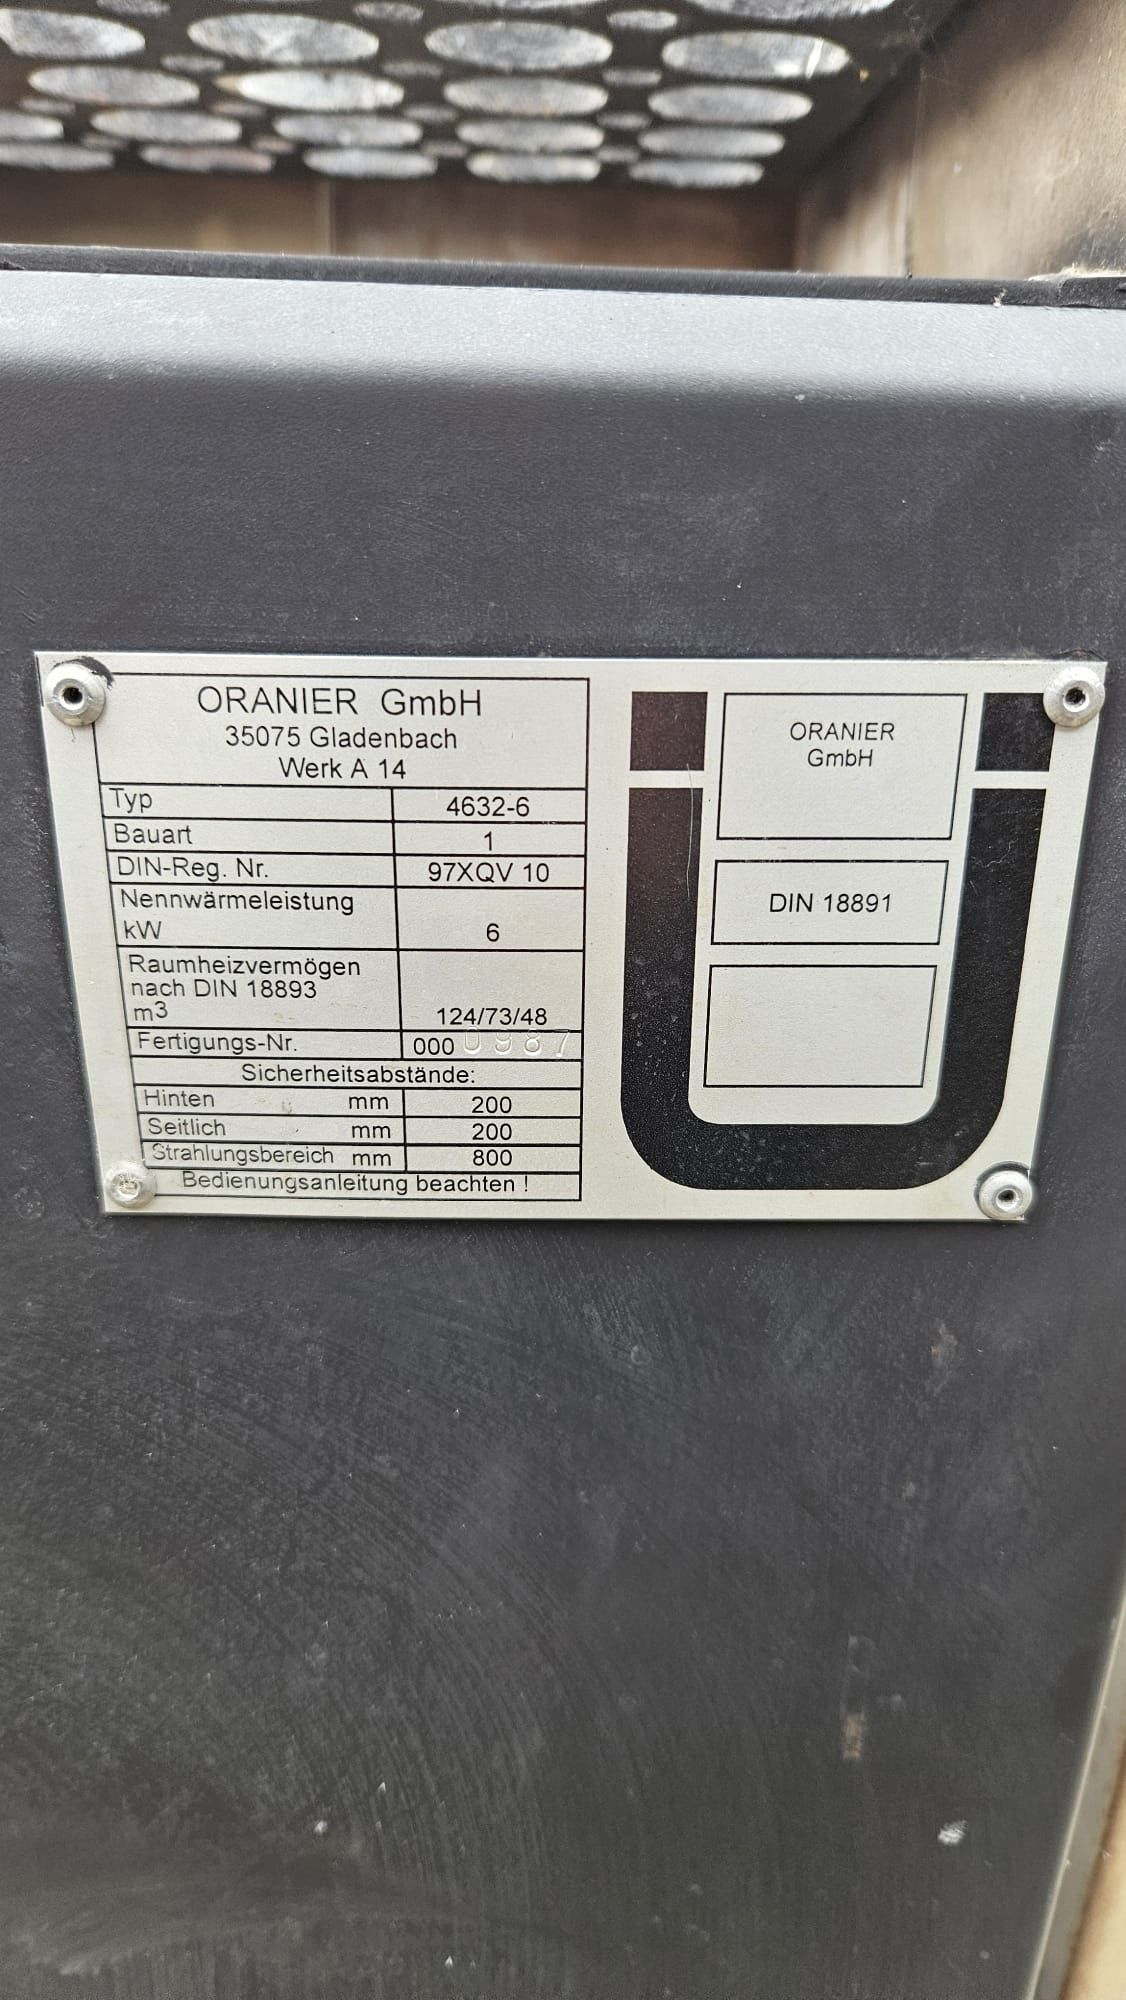 ORANIER GmbH
35075 Gladenbach
Werk A 14
Typ 4632-6
Bauart 1
DIN-Reg. Nr. 97XQV 10
Nennwärmeleistung
kW 6
Raumheizvermögen
nach DIN 18893
m3 124/73/48
Fertigungs-Nr. 000 0987
Sicherheitsabstände:
Hinten mm 200
Seitlich mm 200
Strahlungsbereich mm 800
Bedienungsanleitung beachten !
Ü
ORANIER
GmbH
DIN 18891